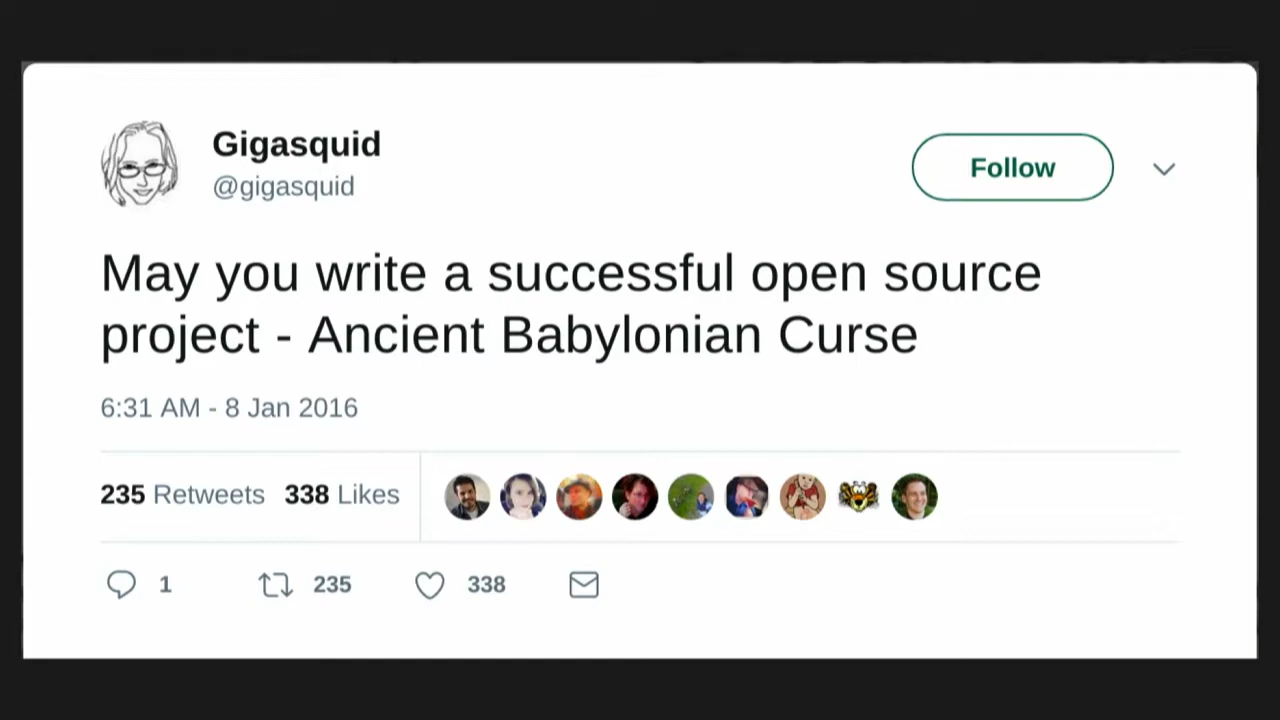 Gigasquid
@gigasquid
Follow
May you write a successful open source
project - Ancient Babylonian Curse
6:31 AM - 8 Jan 2016
235 Retweets 338 Likes
1 235 338